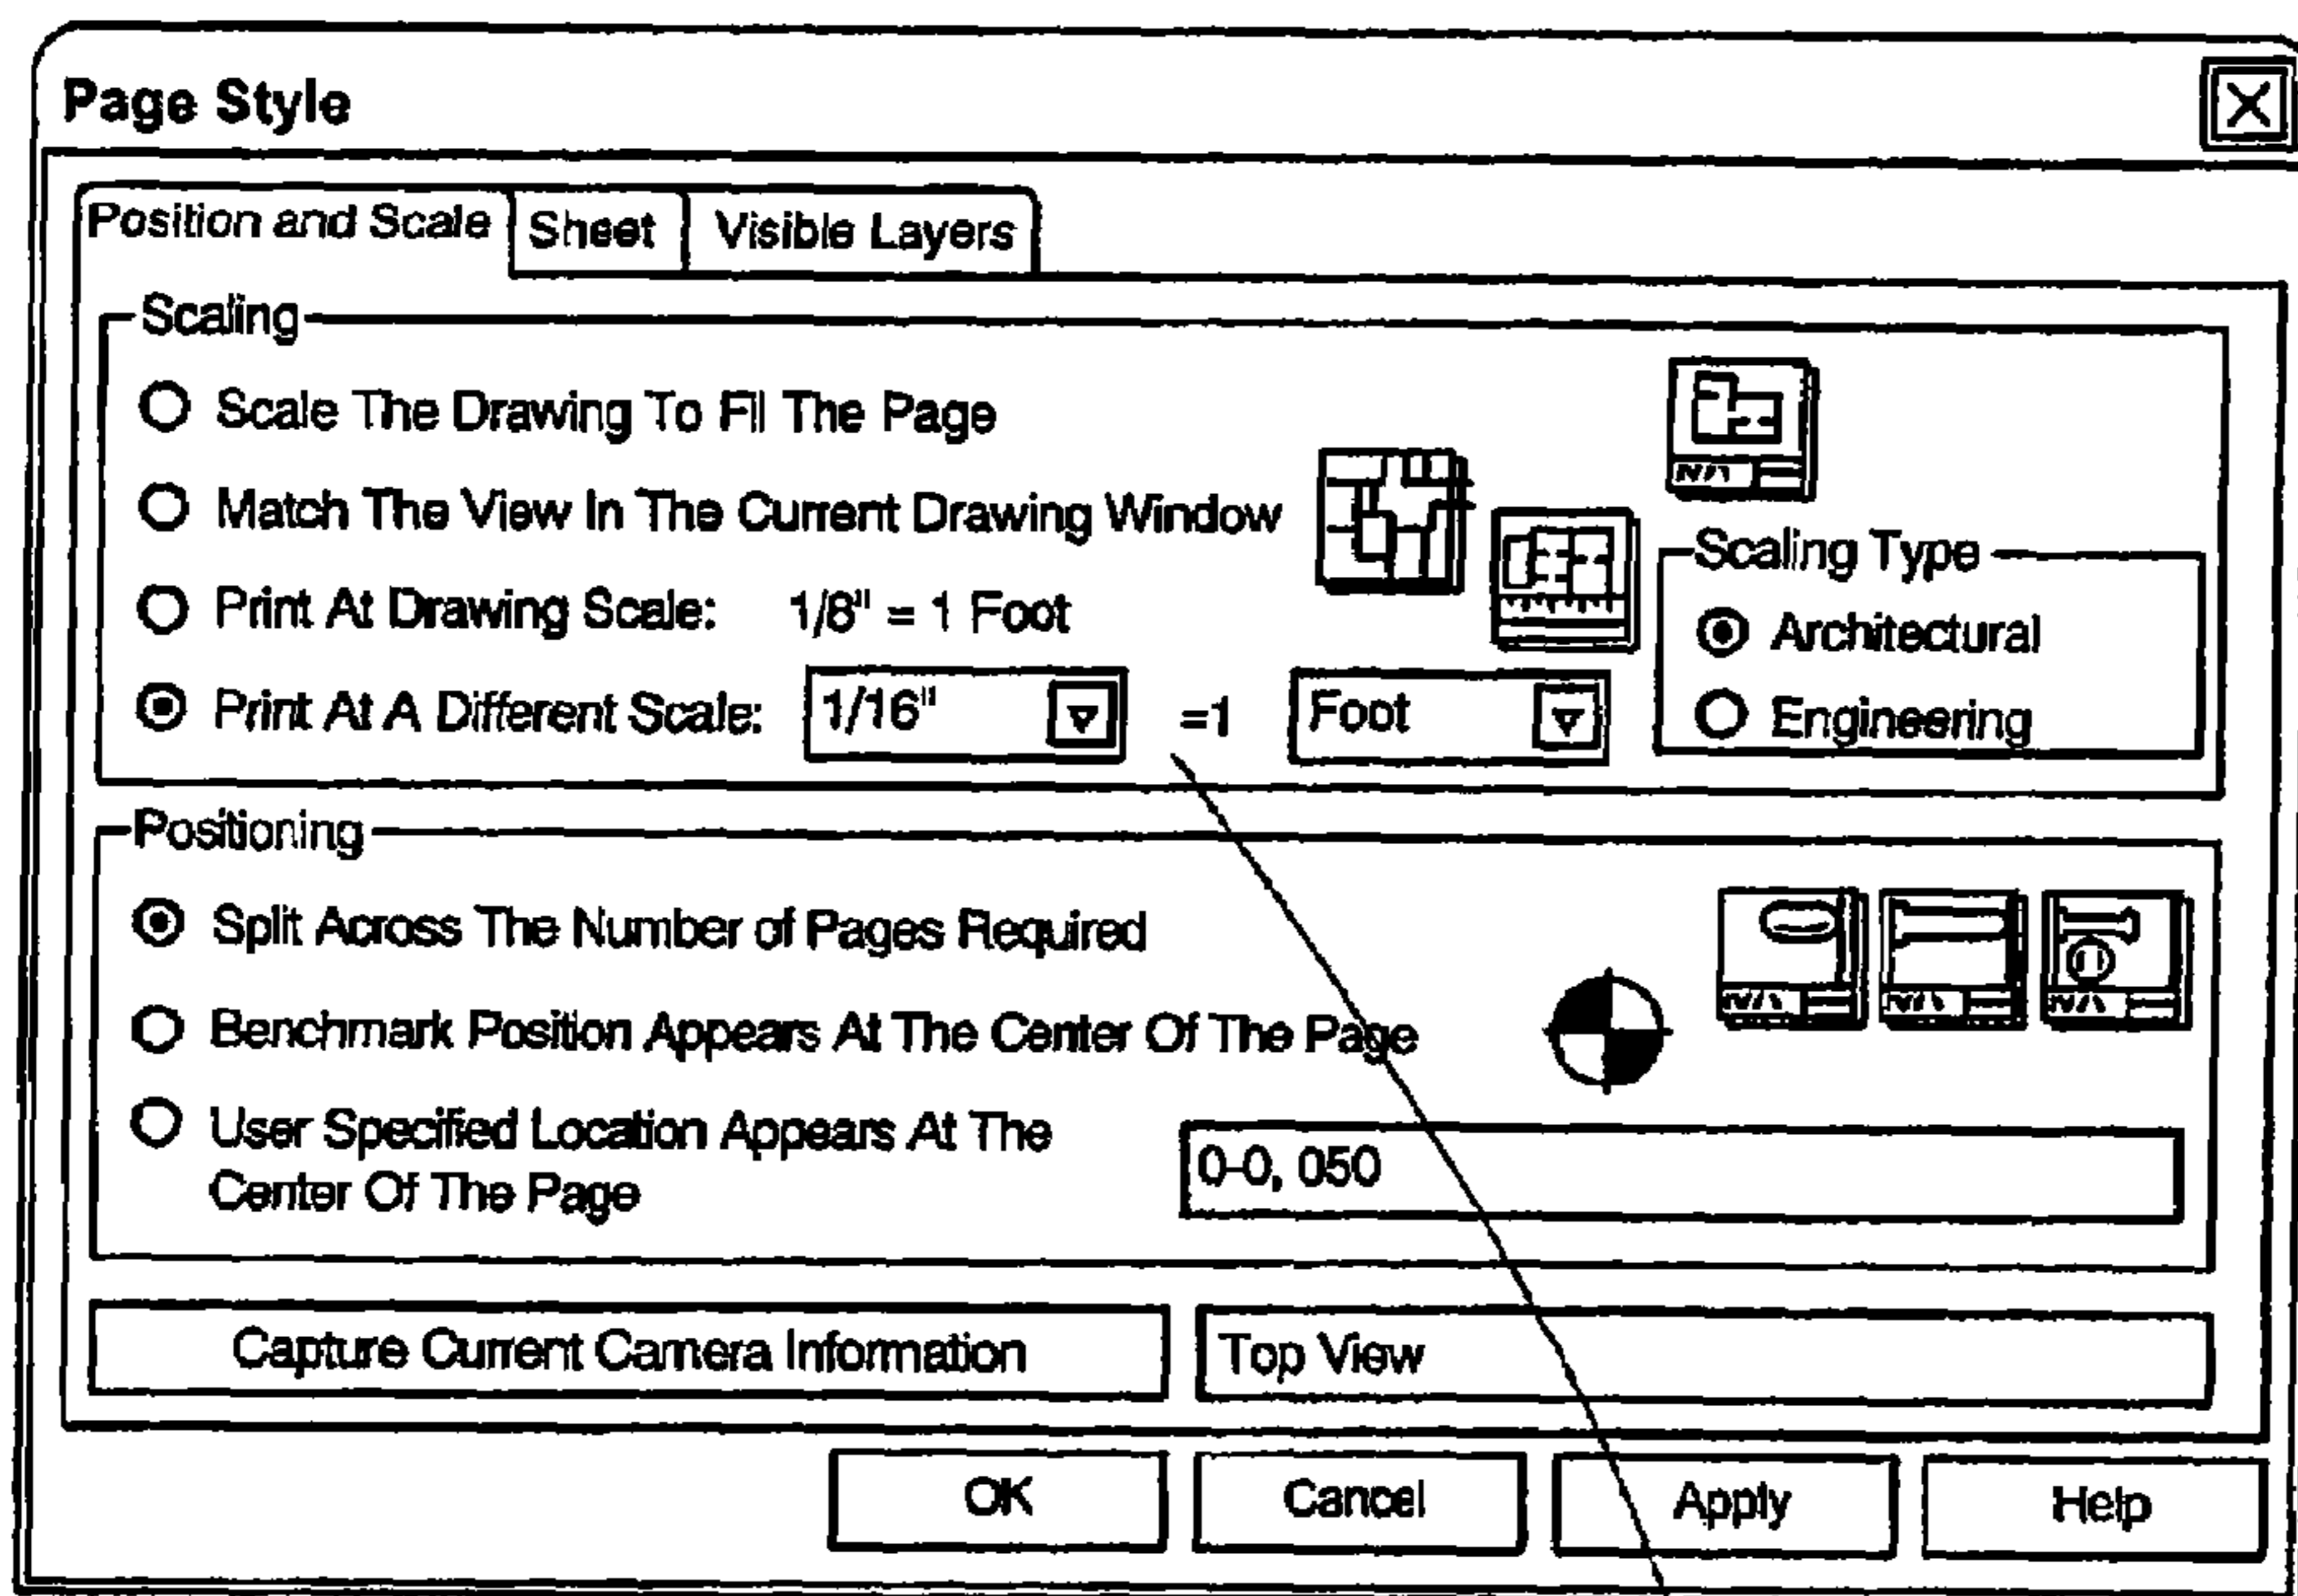 Page Style
Position and Scale Sheet Visible Layers
Scaling
Scale The Drawing To Fil The Page
Match The View In The Current Drawing Window
Print At Drawing Scale: 1/8" = 1 Foot
Print At A Different Scale: 1/16" =1 Foot
Scaling Type
Architectural
Engineering
Positioning
Split Across The Number of Pages Required
Benchmark Position Appears At The Center Of The Page
User Specified Location Appears At The
Center Of The Page
0-0, 050
Capture Current Camera Information Top View
OK Cancel Apply Help